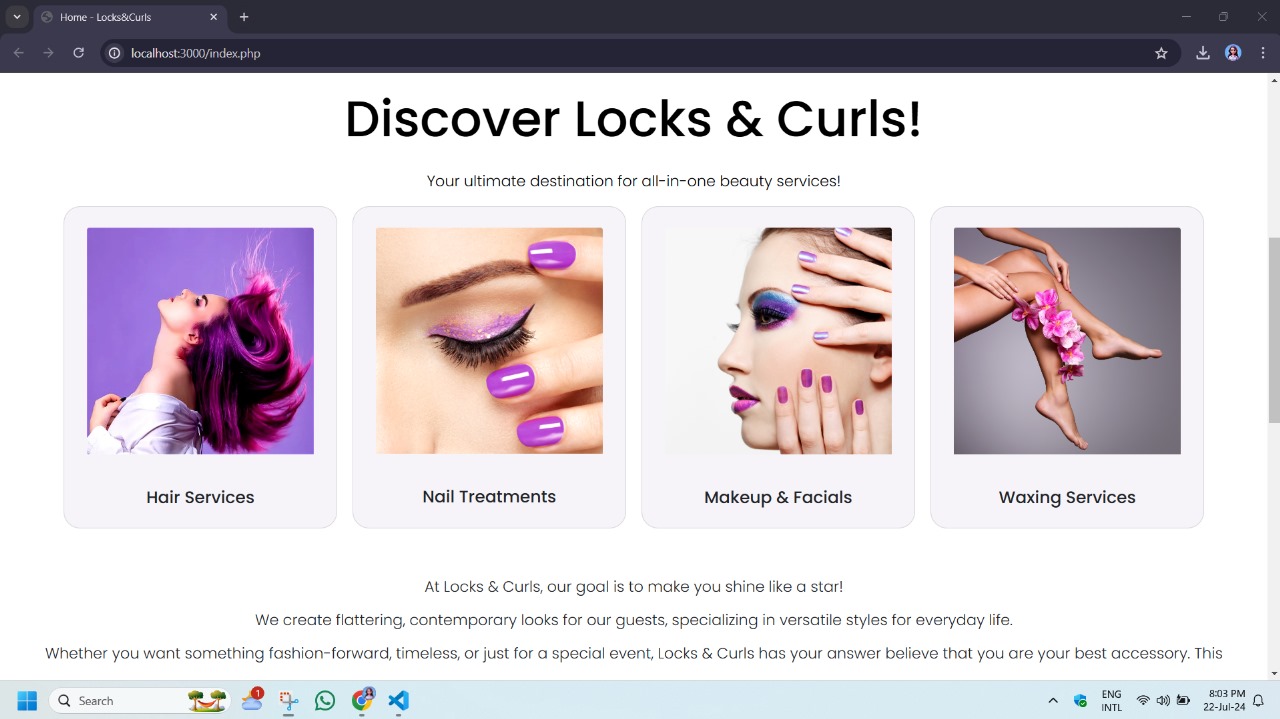 Home - Locks&Curls
localhost:3000/index.php
Discover Locks & Curls!
Your ultimate destination for all-in-one beauty services!
Hair Services
Nail Treatments
Makeup & Facials
Waxing Services
At Locks & Curls, our goal is to make you shine like a star!
We create flattering, contemporary looks for our guests, specializing in versatile styles for everyday life.
Whether you want something fashion-forward, timeless, or just for a special event, Locks & Curls has your answer believe that you are your best accessory. This
Search
1
ENG
INTL
8:03 PM
22-Jul-24